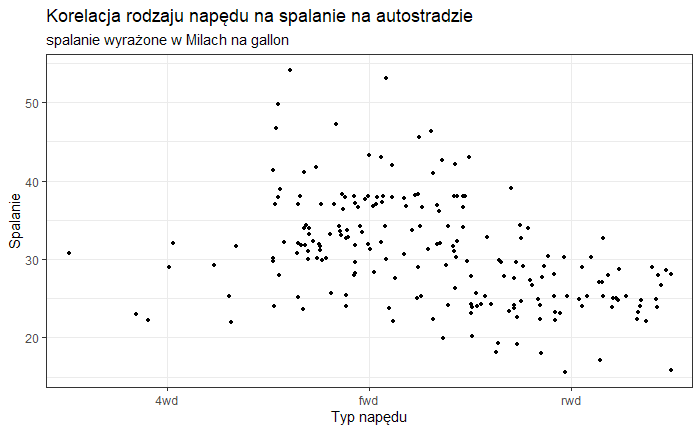 Korelacja rodzaju napędu na spalanie na autostradzie
spalanie wyrażone w Milach na gallon
Spalanie
50
40
30
20
4wd
fwd
rwd
Typ napędu